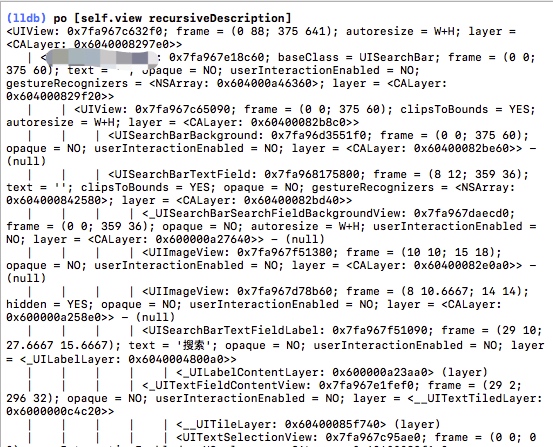 (lldb) po [self.view recursiveDescription]
<UIView: 0x7fa967c632f0; frame = (0 88; 375 641); autoresize = W+H; layer =
<CALayer: 0x6040008297e0>>
   | <                    : 0x7fa967e18c60; baseClass = UISearchBar; frame = (0 0;
375 60); text = ' '; opaque = NO; userInteractionEnabled = NO;
gestureRecognizers = <NSArray: 0x604000a46360>; layer = <CALayer:
0x604000829f20>>
   |    | <UIView: 0x7fa967c65090; frame = (0 0; 375 60); clipsToBounds = YES;
autoresize = W+H; layer = <CALayer: 0x60400082b8c0>>
   |    |    | <UISearchBarBackground: 0x7fa96d3551f0; frame = (0 0; 375 60);
opaque = NO; userInteractionEnabled = NO; layer = <CALayer: 0x60400082be60>> -
(null)
   |    |    | <UISearchBarTextField: 0x7fa968175800; frame = (8 12; 359 36);
text = ''; clipsToBounds = YES; opaque = NO; gestureRecognizers = <NSArray:
0x604000842580>; layer = <CALayer: 0x60400082bd40>>
   |    |    |    | <_UISearchBarSearchFieldBackgroundView: 0x7fa967daecd0;
frame = (0 0; 359 36); opaque = NO; autoresize = W+H; userInteractionEnabled =
NO; layer = <CALayer: 0x600000a27640>> - (null)
   |    |    |    | <UIImageView: 0x7fa967f51380; frame = (10 10; 15 18);
opaque = NO; userInteractionEnabled = NO; layer = <CALayer: 0x60400082e0a0>> -
(null)
   |    |    |    | <UIImageView: 0x7fa967d78b60; frame = (8 10.6667; 14 14);
hidden = YES; opaque = NO; userInteractionEnabled = NO; layer = <CALayer:
0x600000a258e0>> - (null)
   |    |    |    | <UISearchBarTextFieldLabel: 0x7fa967f51090; frame = (29 10;
27.6667 15.6667); text = '搜索'; opaque = NO; userInteractionEnabled = NO; layer
= <_UILabelLayer: 0x6040004800a0>>
   |    |    |    |    | <_UILabelContentLayer: 0x600000a23aa0> (layer)
   |    |    |    | <_UITextFieldContentView: 0x7fa967e1fef0; frame = (29 2;
296 32); opaque = NO; userInteractionEnabled = NO; layer = <__UITextTiledLayer:
0x6000000c4c20>>
   |    |    |    |    | <__UITileLayer: 0x60400085f740> (layer)
   |    |    |    |    | <UITextSelectionView: 0x7fa967c95ae0; frame = (0 0; 0